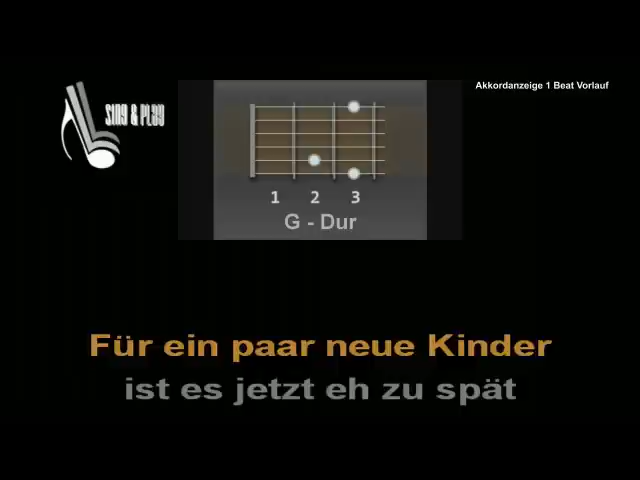 Akkordanzeige 1 Beat Vorlauf
SING & PLAY
1 2 3
G - Dur
Für ein paar neue Kinder
ist es jetzt eh zu spät